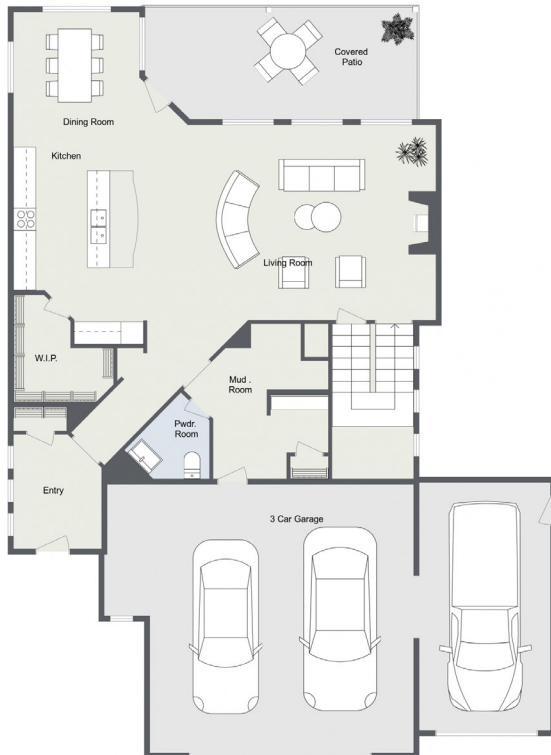 Covered
Patio
Dining Room
Kitchen
Living Room
W.I.P.
Mud .
Room
Pwdr.
Room
Entry
3 Car Garage